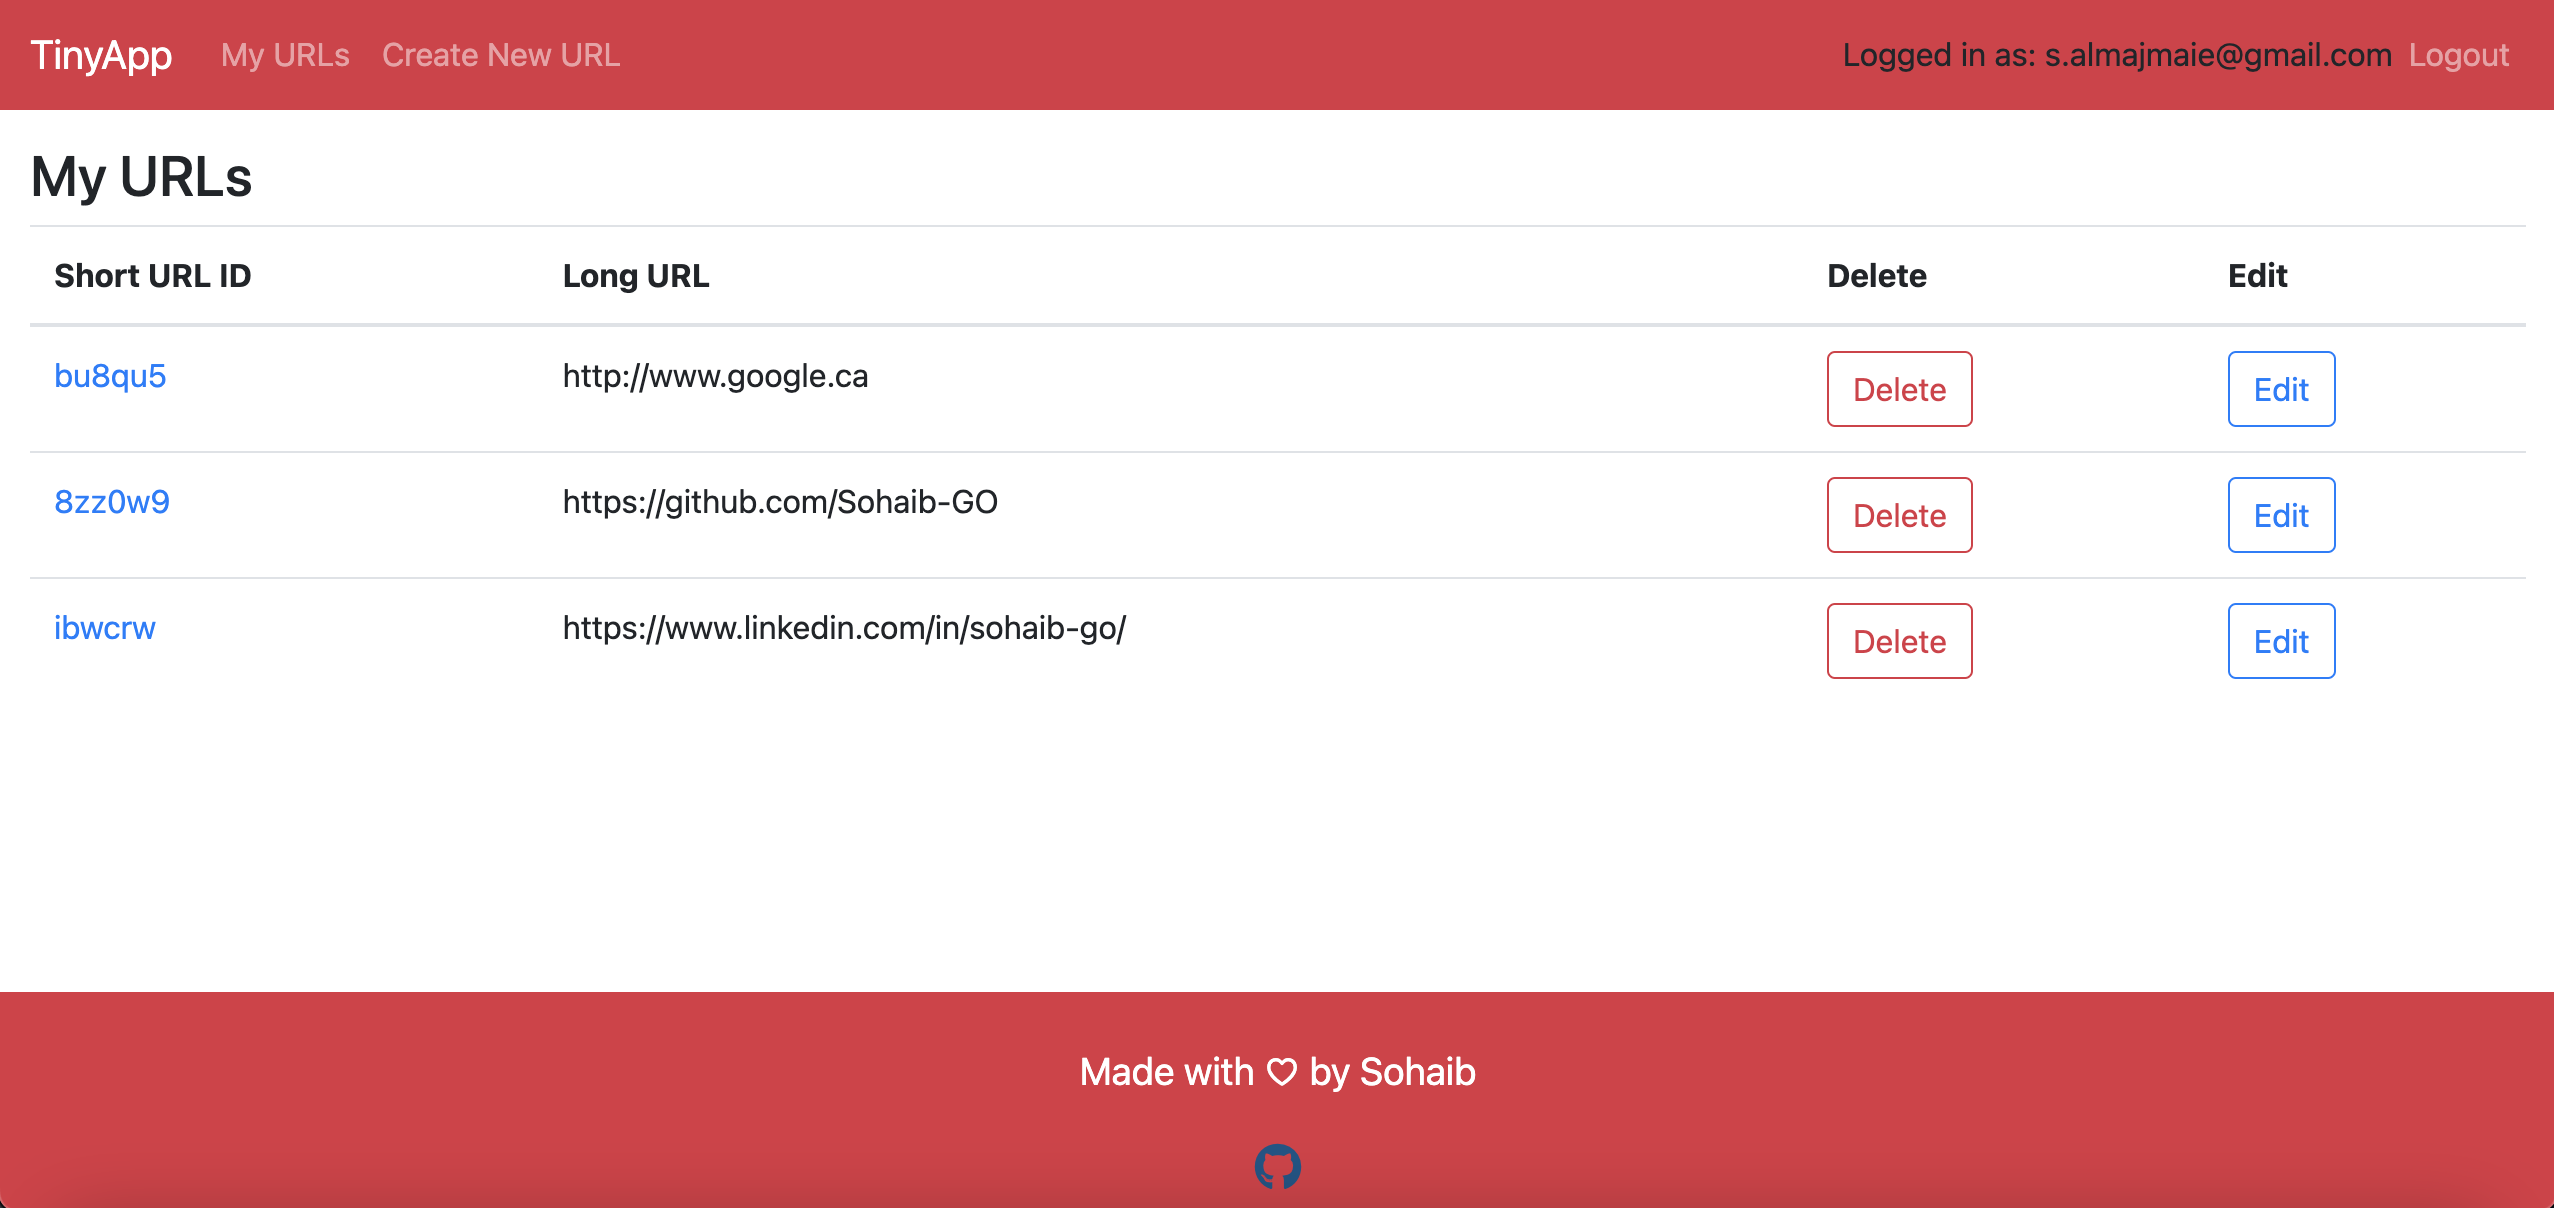 TinyApp My URLs Create New URL Logged in as: s.almajmaie@gmail.com Logout
My URLs
Short URL ID Long URL Delete Edit
bu8qu5 http://www.google.ca Delete Edit
8zz0w9 https://github.com/Sohaib-GO Delete Edit
ibwcrw https://www.linkedin.com/in/sohaib-go/ Delete Edit
Made with ♡ by Sohaib